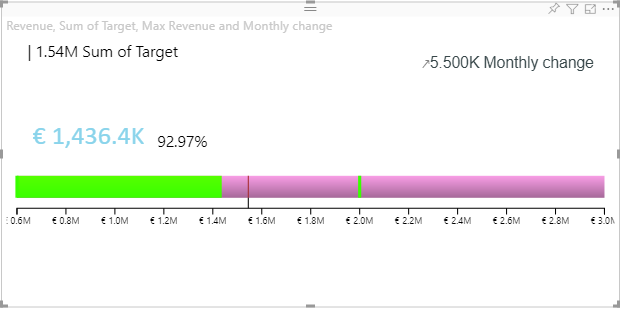 Revenue, Sum of Target, Max Revenue and Monthly change
| 1.54M Sum of Target
↗5.500K Monthly change
€ 1,436.4K 92.97%
€ 0.6M € 0.8M € 1.0M € 1.2M € 1.4M € 1.6M € 1.8M € 2.0M € 2.2M € 2.4M € 2.6M € 2.8M € 3.0M